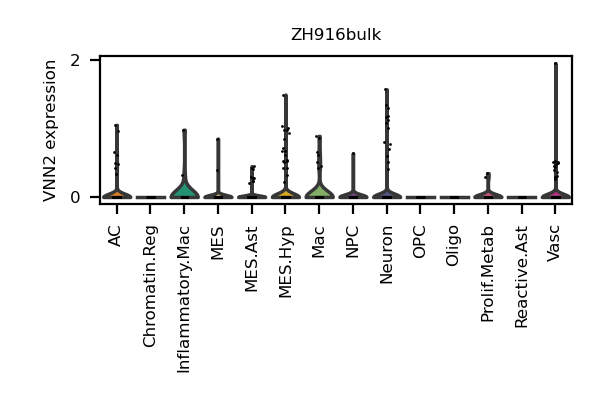 ZH916bulk
VNN2 expression
2
0
AC
Chromatin.Reg
Inflammatory.Mac
MES
MES.Ast
MES.Hyp
Mac
NPC
Neuron
OPC
Oligo
Prolif.Metab
Reactive.Ast
Vasc